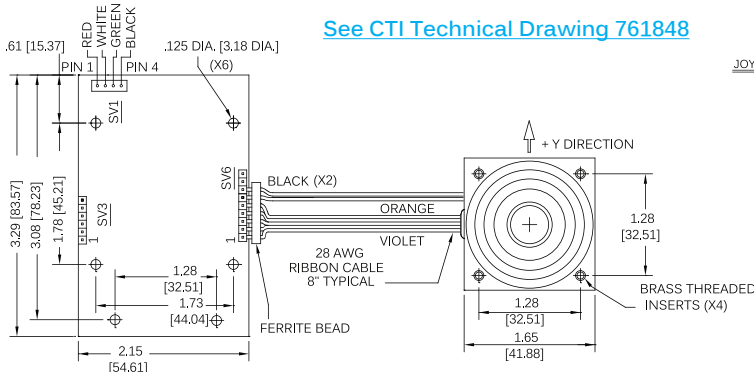 See CTI Technical Drawing 761848
JOY
.61 [15.37]
RED
WHITE
GREEN
BLACK
PIN 1
PIN 4
.125 DIA. [3.18 DIA.]
(X6)
SV1
3.29 [83.57]
3.08 [78.23]
1.78 [45.21]
SV3
1
SV6
1
BLACK (X2)
ORANGE
VIOLET
28 AWG
RIBBON CABLE
8" TYPICAL
FERRITE BEAD
1.28
[32.51]
1.73
[44.04]
2.15
[54.61]
+ Y DIRECTION
1.28
[32.51]
BRASS THREADED
INSERTS (X4)
1.28
[32.51]
1.65
[41.88]